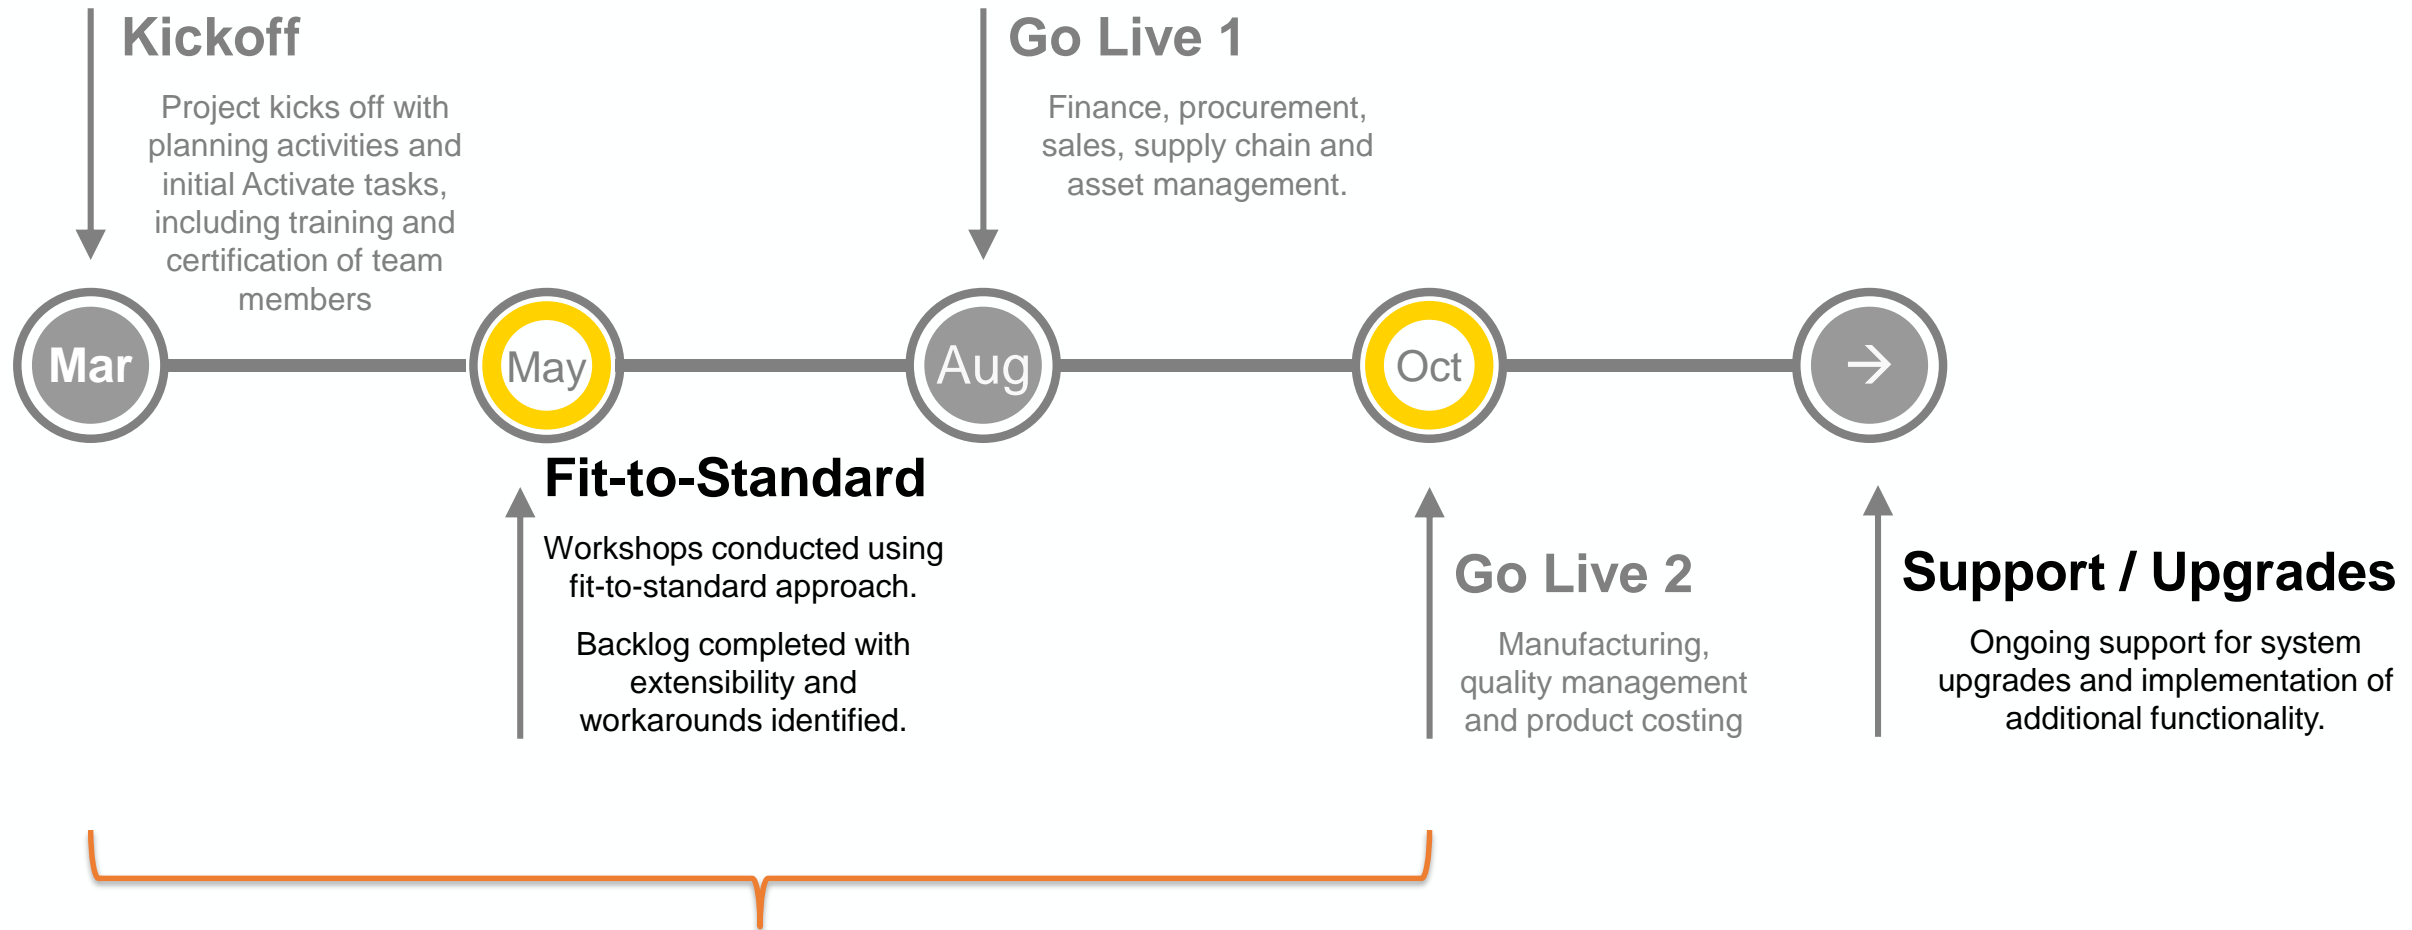 Kickoff
Project kicks off with
planning activities and
initial Activate tasks,
including training and
certification of team
members
Go Live 1
Finance, procurement,
sales, supply chain and
asset management.
Mar
May
Aug
Oct
→
Fit-to-Standard
Workshops conducted using
fit-to-standard approach.
Backlog completed with
extensibility and
workarounds identified.
Go Live 2
Manufacturing,
quality management
and product costing
Support / Upgrades
Ongoing support for system
upgrades and implementation of
additional functionality.